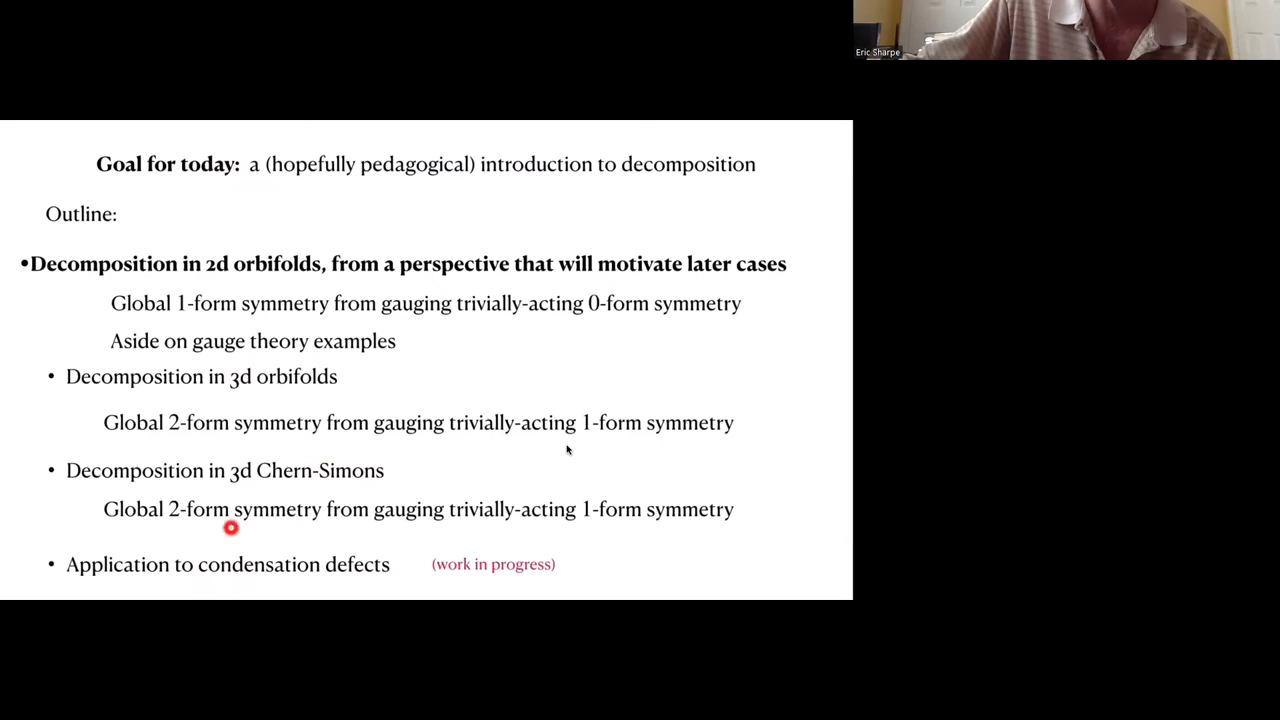 Eric Sharpe
Goal for today: a (hopefully pedagogical) introduction to decomposition
Outline:
•Decomposition in 2d orbifolds, from a perspective that will motivate later cases
Global 1-form symmetry from gauging trivially-acting 0-form symmetry
Aside on gauge theory examples
• Decomposition in 3d orbifolds
Global 2-form symmetry from gauging trivially-acting 1-form symmetry
• Decomposition in 3d Chern-Simons
Global 2-form symmetry from gauging trivially-acting 1-form symmetry
• Application to condensation defects (work in progress)